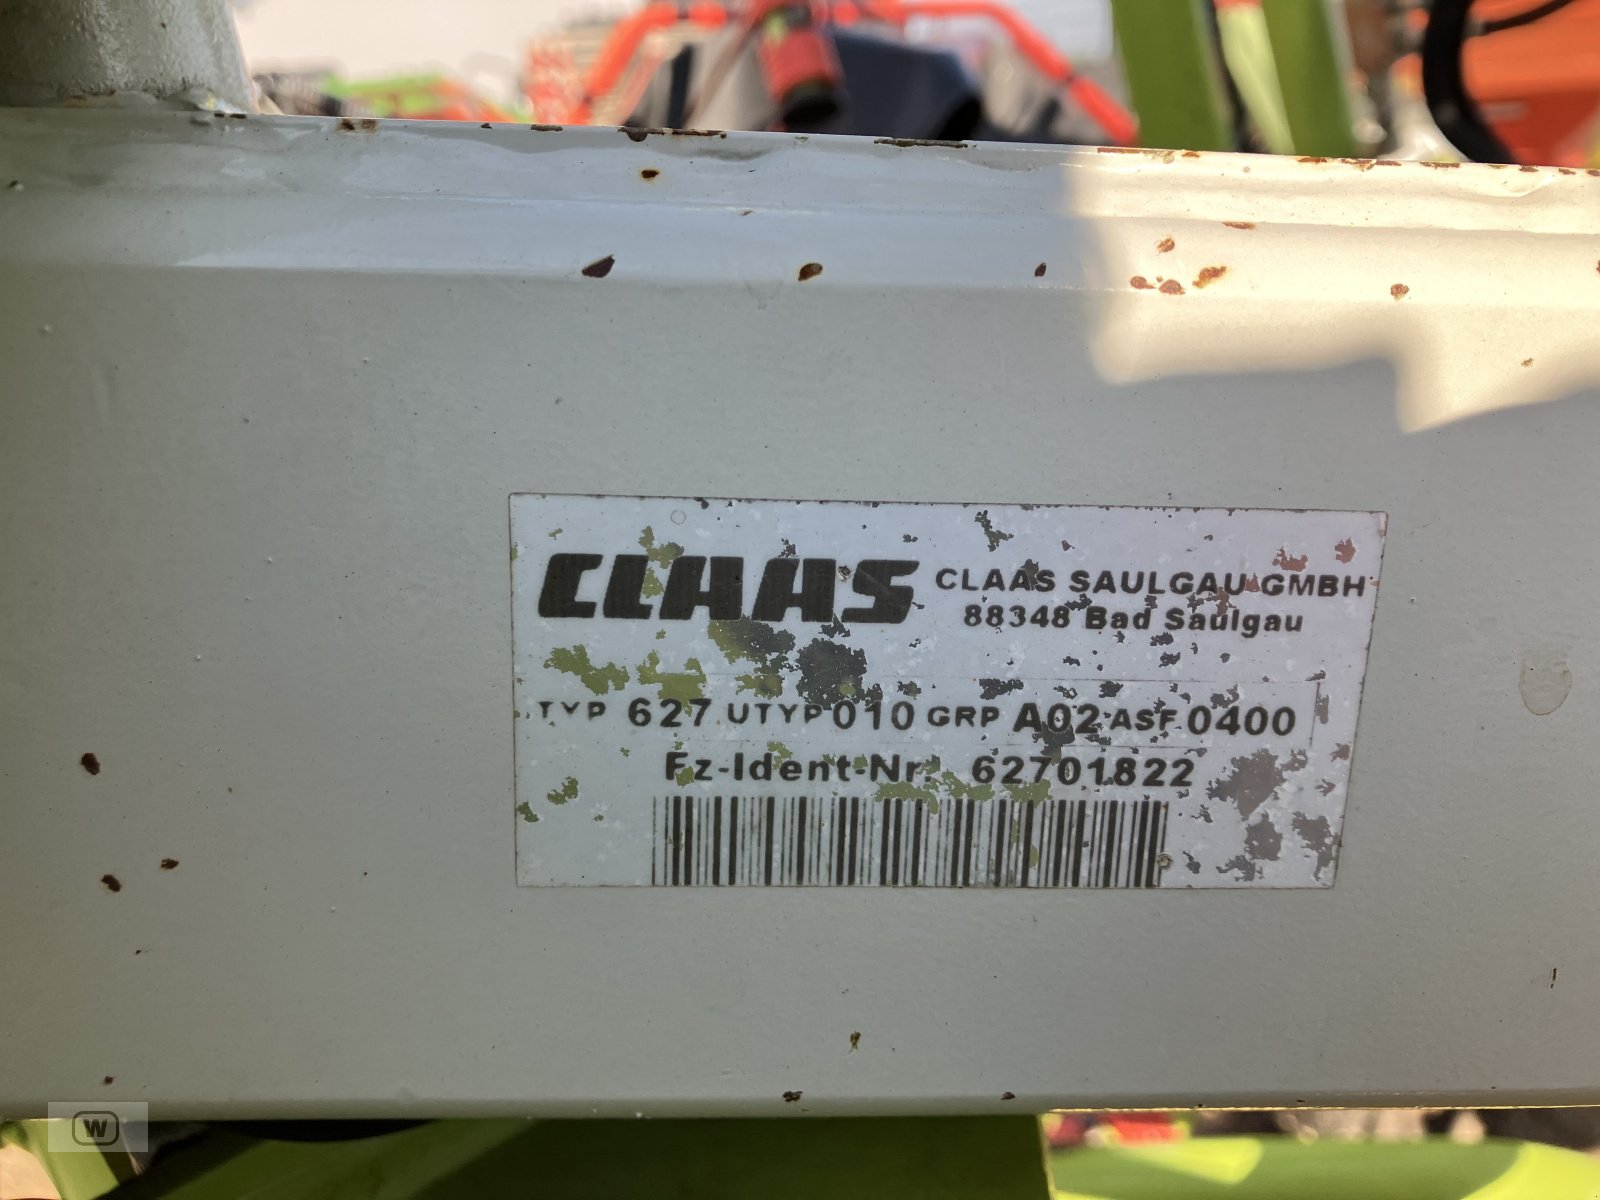 CLAAS
CLAAS SAULGAU GMBH
88348 Bad Saulgau
TYP 627 UTYP 010 GRP A02 ASF. 0400
Fz-Ident-Nr. 62701822
W